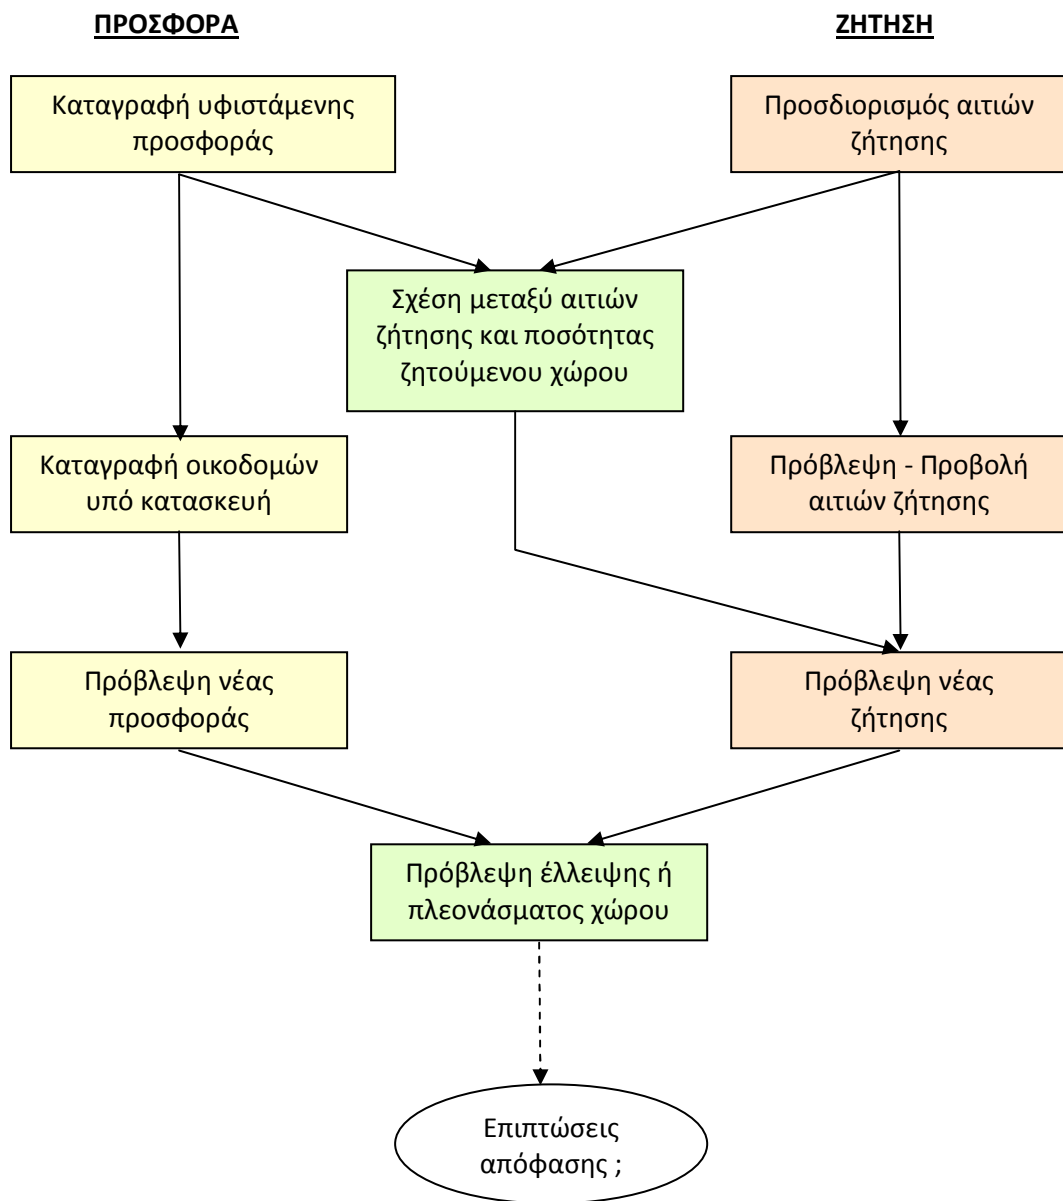 ΠΡΟΣΦΟΡΑ
ΖΗΤΗΣΗ
Καταγραφή υφιστάμενης
προσφοράς
Προσδιορισμός αιτιών
ζήτησης
Σχέση μεταξύ αιτιών
ζήτησης και ποσότητας
ζητούμενου χώρου
Καταγραφή οικοδομών
υπό κατασκευή
Πρόβλεψη - Προβολή
αιτιών ζήτησης
Πρόβλεψη νέας
προσφοράς
Πρόβλεψη νέας
ζήτησης
Πρόβλεψη έλλειψης ή
πλεονάσματος χώρου
Επιπτώσεις
απόφασης ;